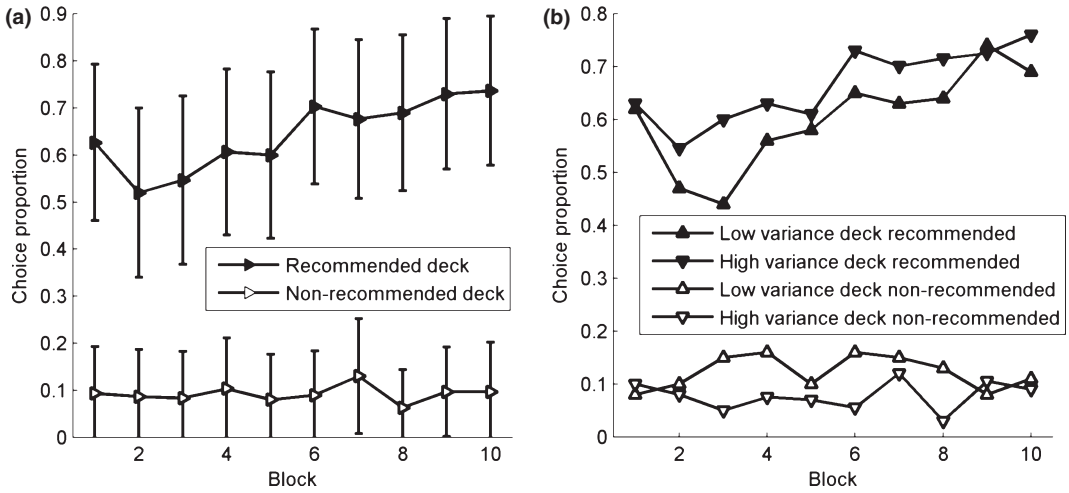 (a)
0.9
0.8
0.7
0.6
0.5
0.4
0.3
0.2
0.1
0
Choice proportion
Recommended deck
Non-recommended deck
2 4 6 8 10
Block
(b)
0.8
0.7
0.6
0.5
0.4
0.3
0.2
0.1
0
Choice proportion
Low variance deck recommended
High variance deck recommended
Low variance deck non-recommended
High variance deck non-recommended
2 4 6 8 10
Block